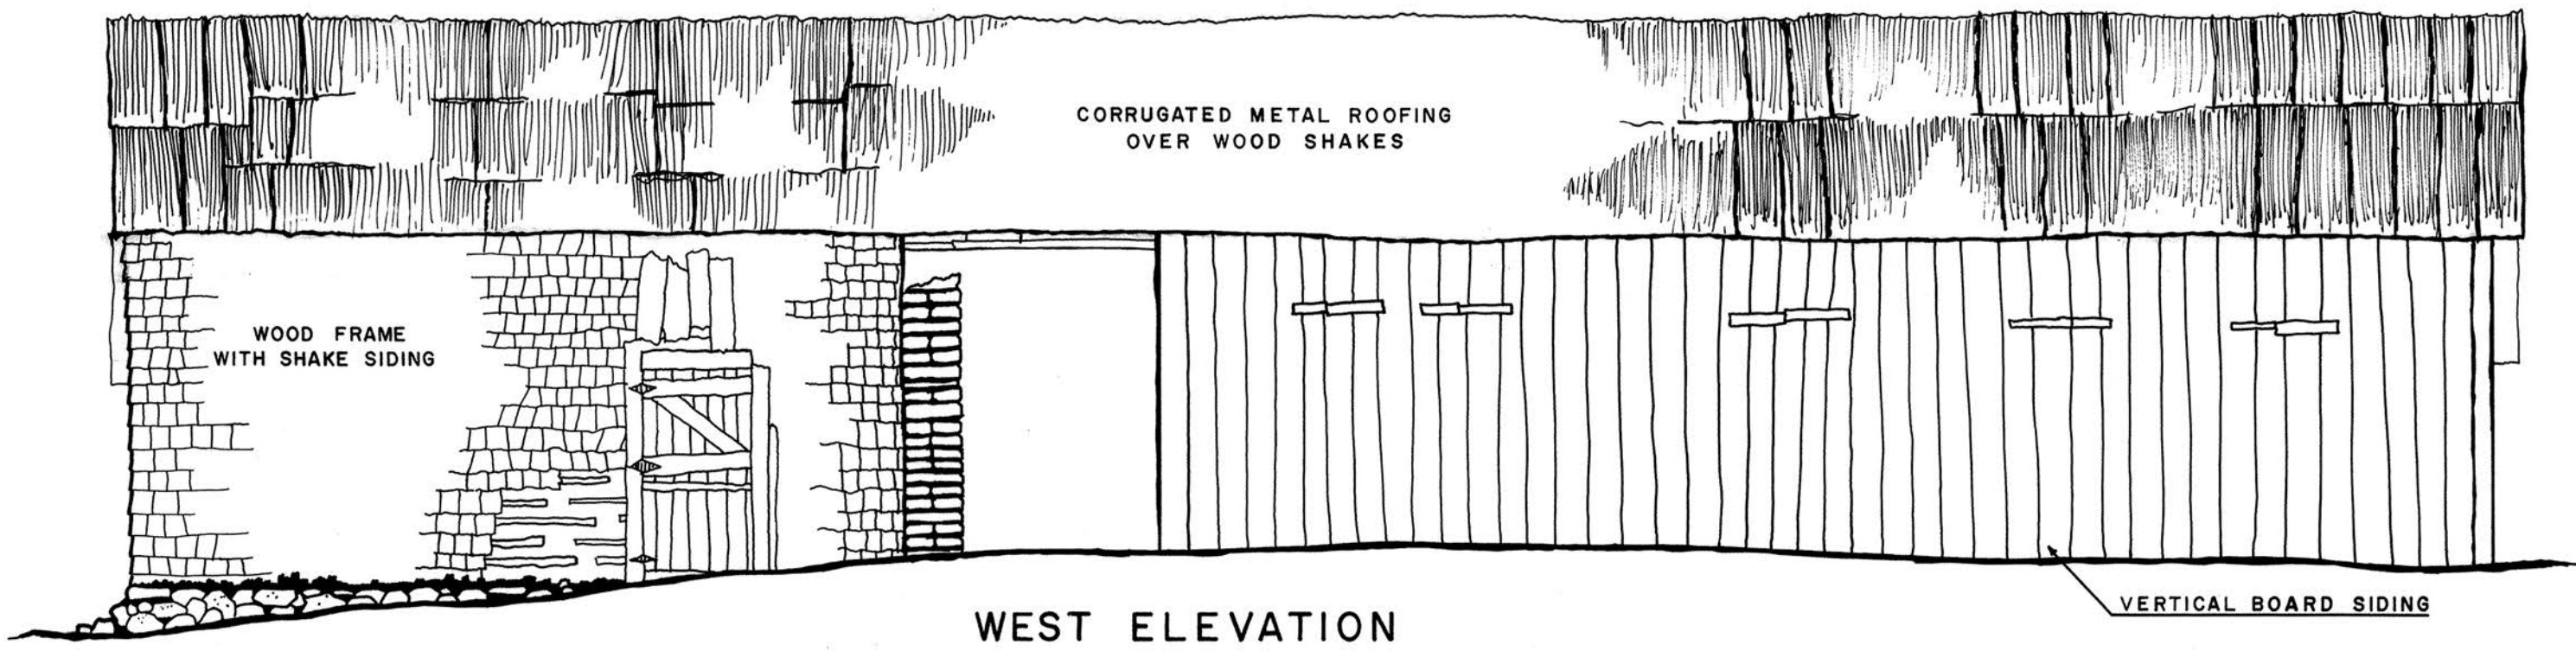 CORRUGATED METAL ROOFING
OVER WOOD SHAKES
WOOD FRAME
WITH SHAKE SIDING
VERTICAL BOARD SIDING
WEST ELEVATION